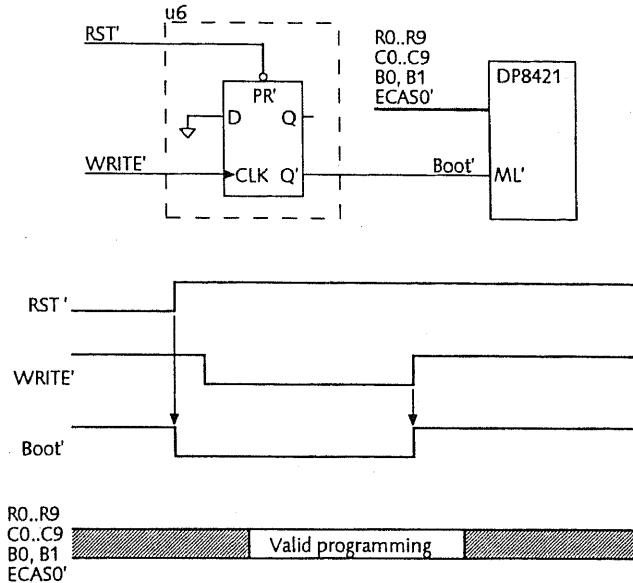 u6
RST'
PR'
D Q
WRITE'
CLK Q'
R0..R9
C0..C9
B0, B1
ECAS0'
DP8421
Boot'
ML'
RST '
WRITE'
Boot'
R0..R9
C0..C9
B0, B1
ECAS0'
Valid programming